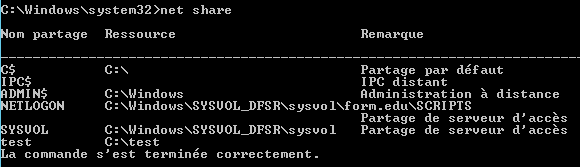 C:\Windows\system32>net share
Nom partage Ressource Remarque
-------------------------------------------------------------------------------
C$ C:\ Partage par défaut
IPC$ IPC distant
ADMIN$ C:\Windows Administration à distance
NETLOGON C:\Windows\SYSVOL_DFSR\sysvol\form.edu\SCRIPTS
Partage de serveur d'accès
SYSVOL C:\Windows\SYSVOL_DFSR\sysvol Partage de serveur d'accès
test C:\test
La commande s'est terminée correctement.